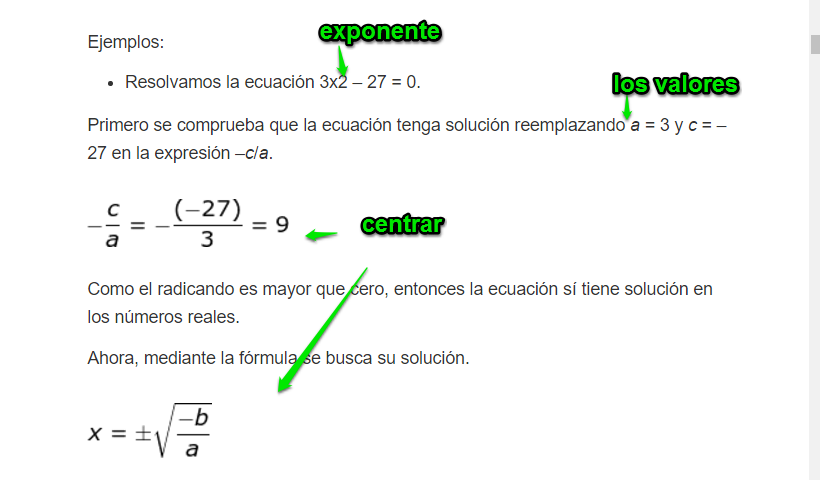 Ejemplos:
exponente
• Resolvamos la ecuación 3x2 – 27 = 0.
los valores
Primero se comprueba que la ecuación tenga solución reemplazando a = 3 y c = –
27 en la expresión –c/a.
−c/a = −(−27)/3 = 9
centrar
Como el radicando es mayor que cero, entonces la ecuación sí tiene solución en
los números reales.
Ahora, mediante la fórmula se busca su solución.
x = ±√(−b/a)